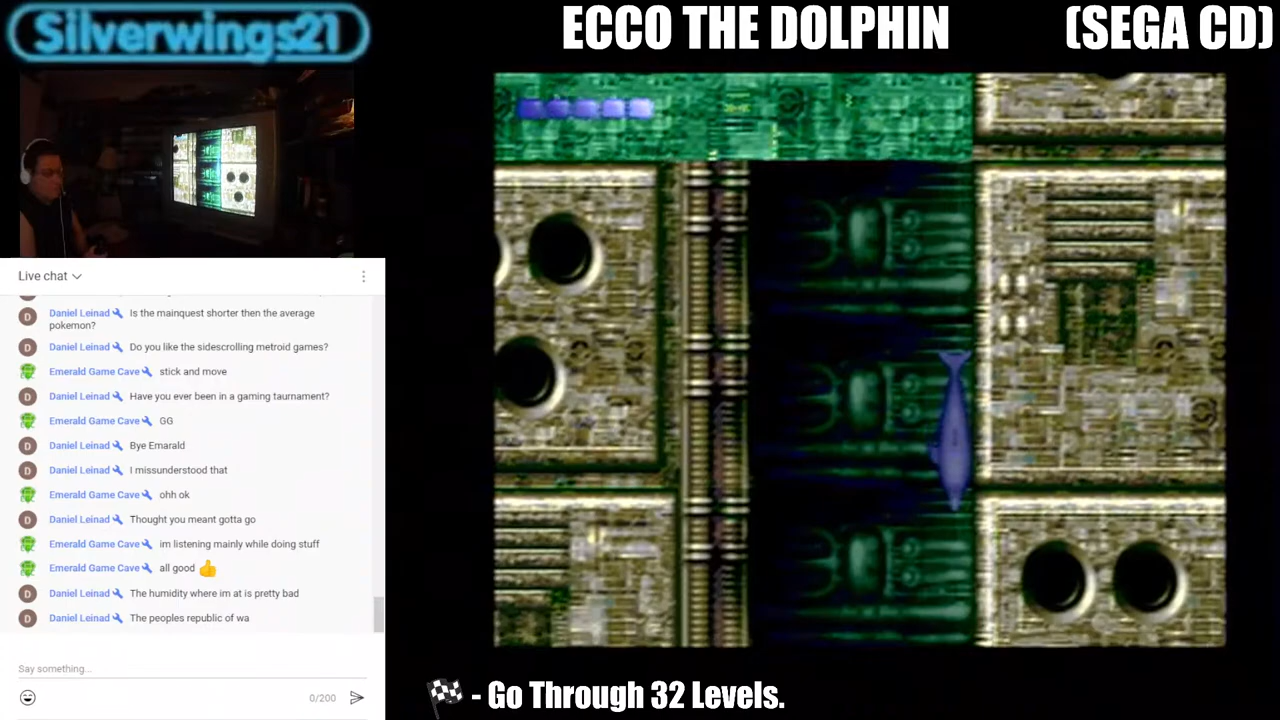 Silverwings21
ECCO THE DOLPHIN (SEGA CD)
Live chat
Daniel Leinad Is the mainquest shorter then the average
pokemon?
Daniel Leinad Do you like the sidescrolling metroid games?
Emerald Game Cave stick and move
Daniel Leinad Have you ever been in a gaming taurnament?
Emerald Game Cave GG
Daniel Leinad Bye Emarald
Daniel Leinad I missunderstood that
Emerald Game Cave ohh ok
Daniel Leinad Thought you meant gotta go
Emerald Game Cave im listening mainly while doing stuff
Emerald Game Cave all good 👍
Daniel Leinad The humidity where im at is pretty bad
Daniel Leinad The peoples republic of wa
Say something...
0/200
- Go Through 32 Levels.